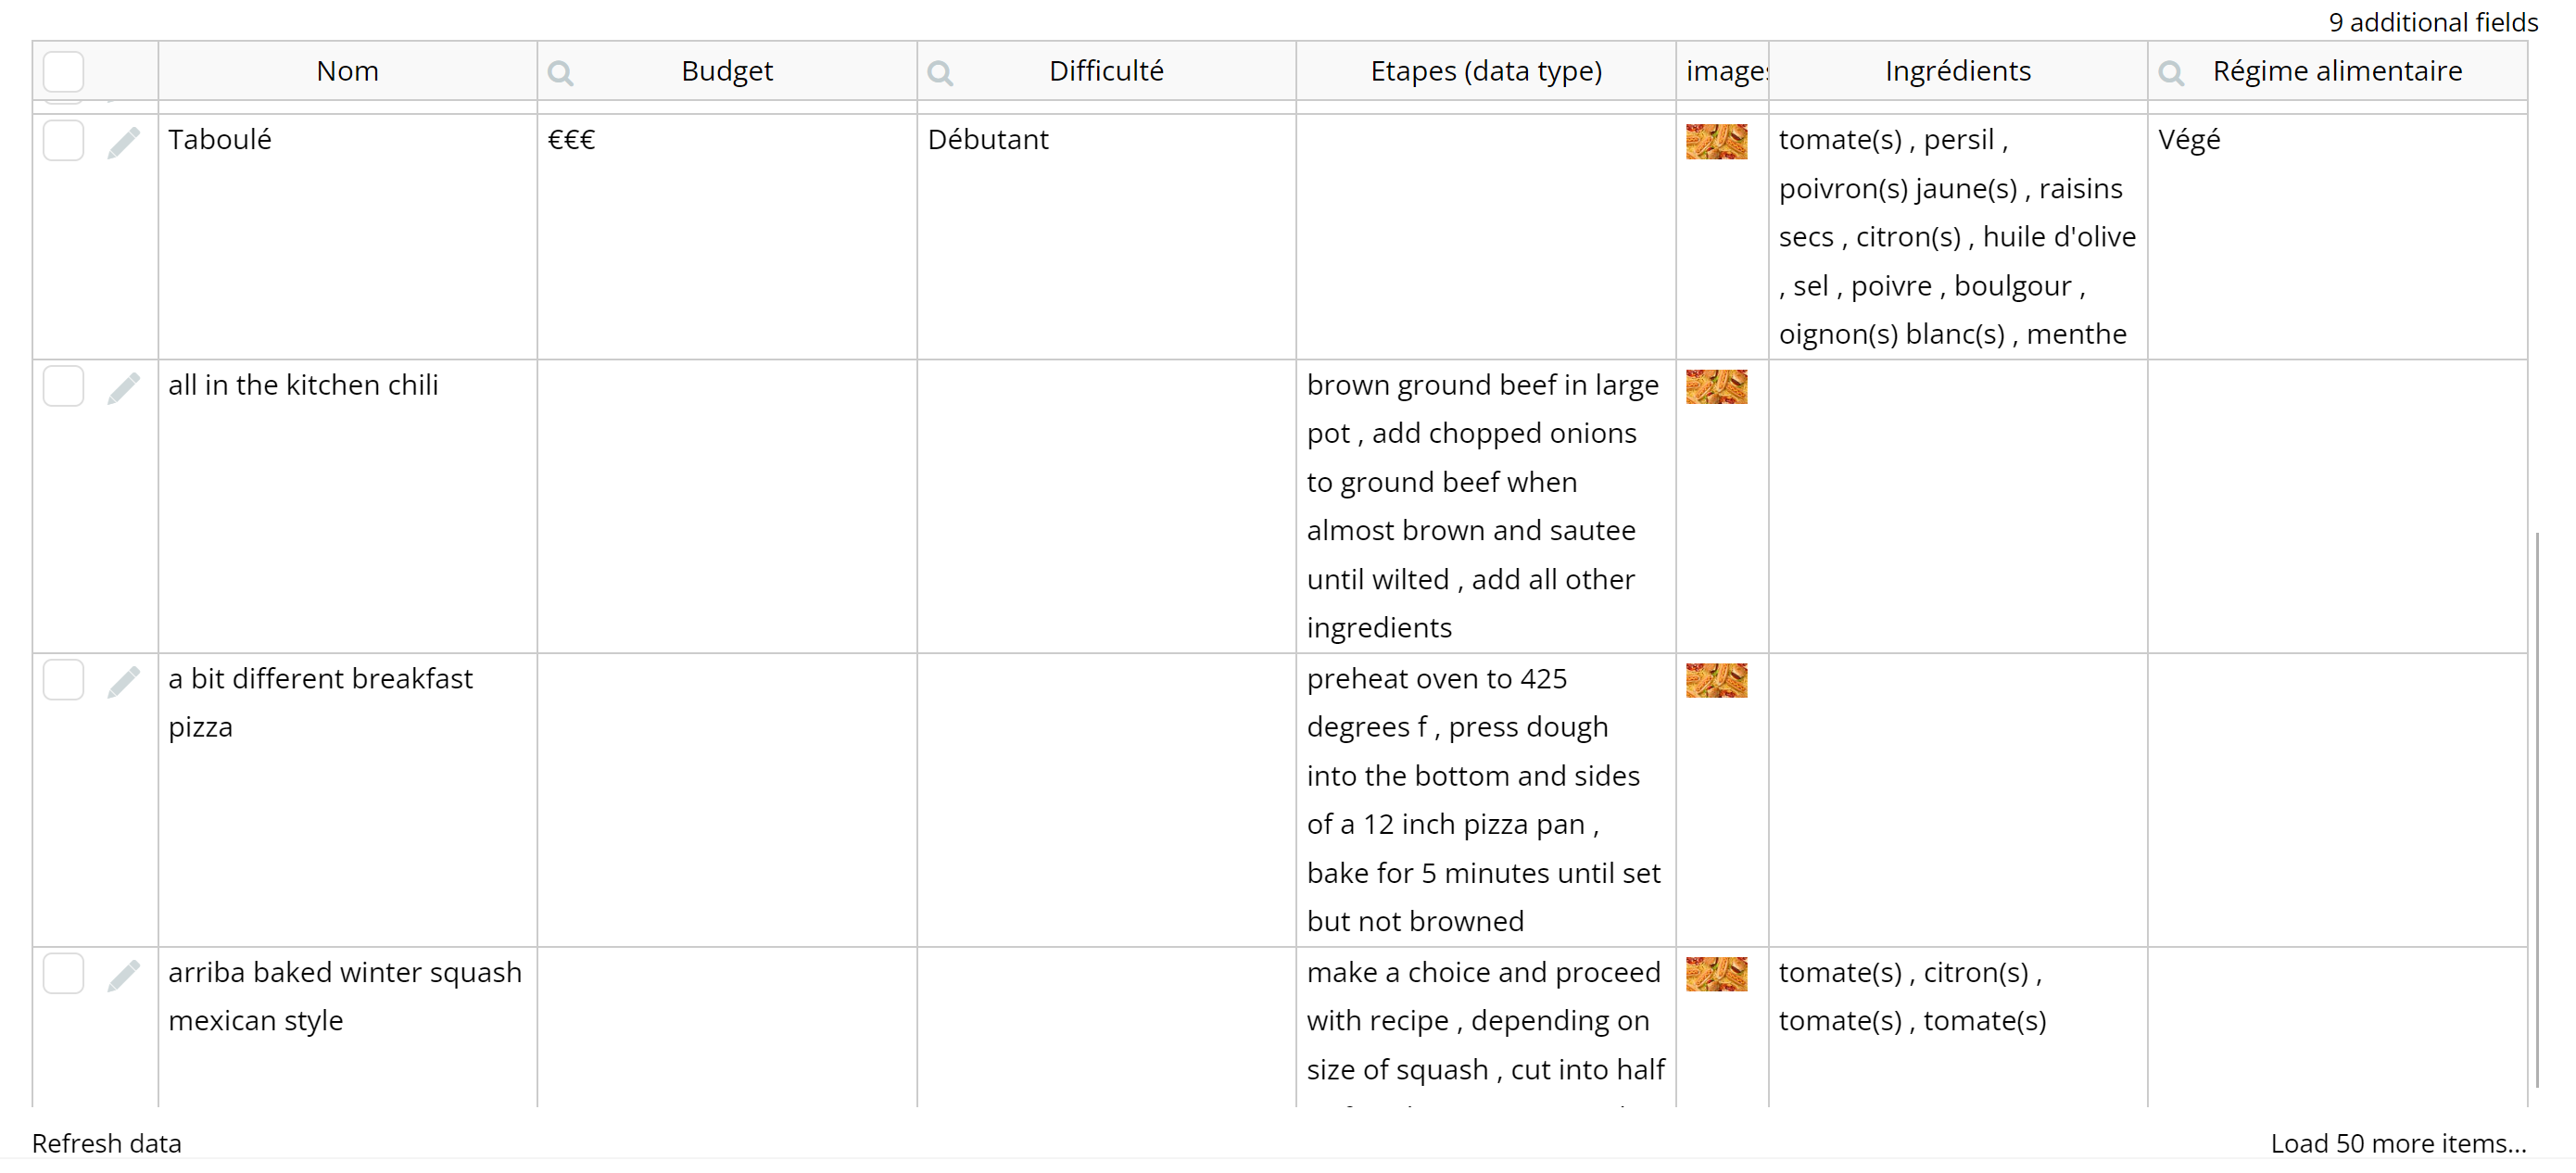 9 additional fields
Nom
Budget
Difficulté
Etapes (data type)
images
Ingrédients
Régime alimentaire
Taboulé
€€€
Débutant
tomate(s) , persil ,
poivron(s) jaune(s) , raisins
secs , citron(s) , huile d'olive
, sel , poivre , boulgour ,
oignon(s) blanc(s) , menthe
Végé
all in the kitchen chili
brown ground beef in large
pot , add chopped onions
to ground beef when
almost brown and sautee
until wilted , add all other
ingredients
a bit different breakfast
pizza
preheat oven to 425
degrees f , press dough
into the bottom and sides
of a 12 inch pizza pan ,
bake for 5 minutes until set
but not browned
arriba baked winter squash
mexican style
make a choice and proceed
with recipe , depending on
size of squash , cut into half
tomate(s) , citron(s) ,
tomate(s) , tomate(s)
Refresh data
Load 50 more items...